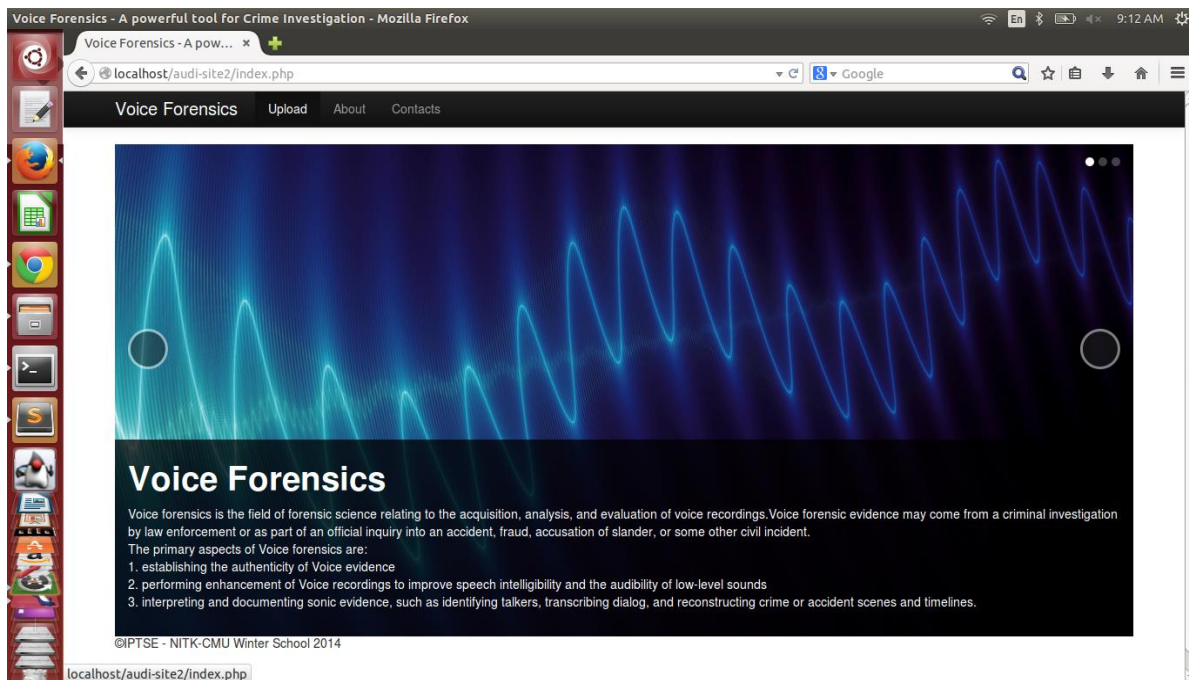 Voice Forensics - A powerful tool for Crime Investigation - Mozilla Firefox
En
9:12 AM
Voice Forensics - A pow... ×
localhost/audi-site2/index.php
Google
Voice Forensics Upload About Contacts
Voice Forensics
Voice forensics is the field of forensic science relating to the acquisition, analysis, and evaluation of voice recordings.Voice forensic evidence may come from a criminal investigation
by law enforcement or as part of an official inquiry into an accident, fraud, accusation of slander, or some other civil incident.
The primary aspects of Voice forensics are:
1. establishing the authenticity of Voice evidence
2. performing enhancement of Voice recordings to improve speech intelligibility and the audibility of low-level sounds
3. interpreting and documenting sonic evidence, such as identifying talkers, transcribing dialog, and reconstructing crime or accident scenes and timelines.
©IPTSE - NITK-CMU Winter School 2014
localhost/audi-site2/index.php